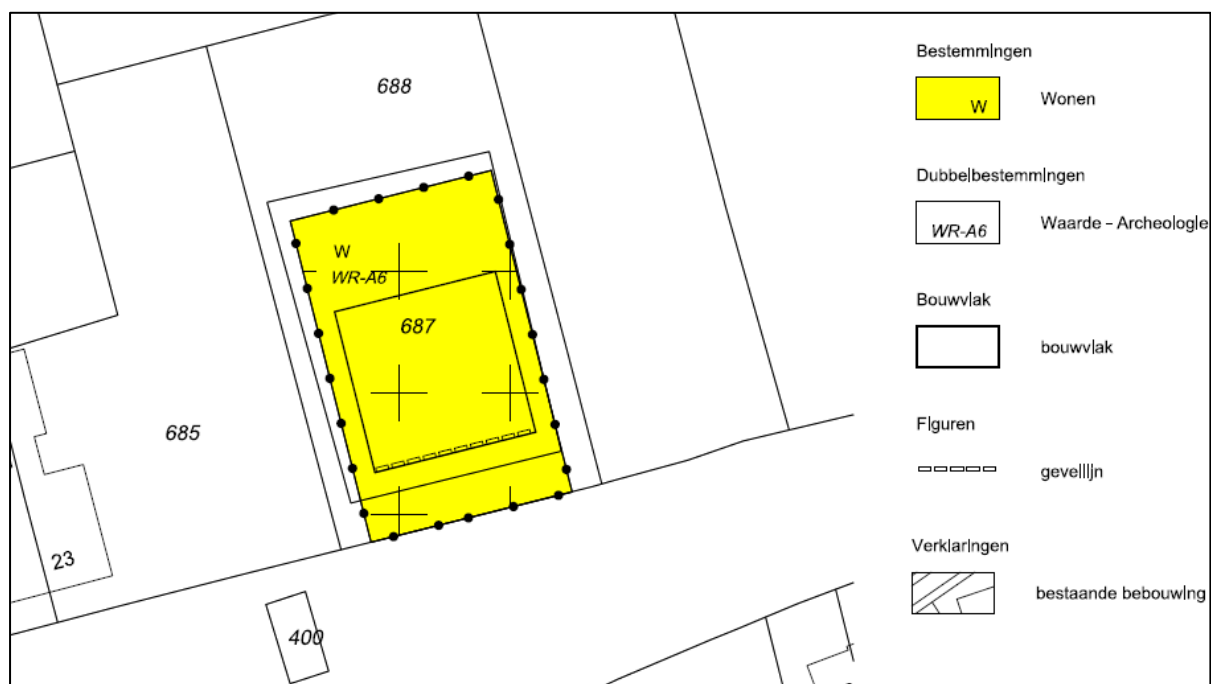 688
W
WR-A6
687
685
23
400
Bestemmingen
W
Wonen
Dubbelbestemmingen
WR-A6
Waarde - Archeologie
Bouwvlak
bouwvlak
Figuren
gevellijn
Verklaringen
bestaande bebouwing